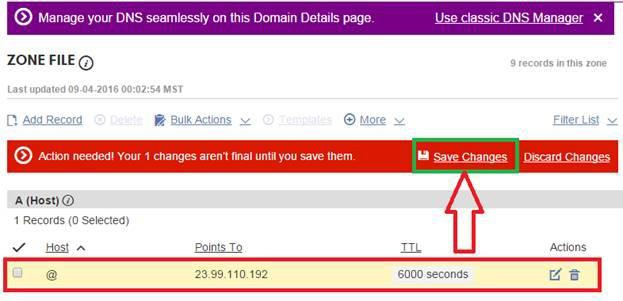 Manage your DNS seamlessly on this Domain Details page. Use classic DNS Manager ×
ZONE FILE i
9 records in this zone
Last updated 09-04-2016 00:02:54 MST
Add Record Delete Bulk Actions Templates More Filter List
Action needed! Your 1 changes aren't final until you save them. Save Changes Discard Changes
A (Host) i
1 Records (0 Selected)
Host Points To TTL Actions
@ 23.99.110.192 6000 seconds